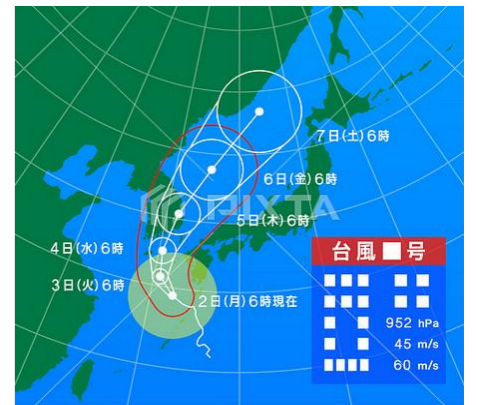 7日(土)6時
6日(金)6時
PIXTA
5日(木)6時
4日(水)6時
3日(火)6時
2日(月)6時現在
台風■号
■■■ ■■
■■■ ■■
■ ■ 952 hPa
■ ■ 45 m/s
■■■■ 60 m/s